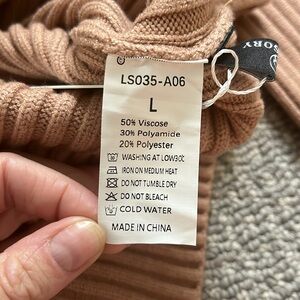 SORY
LS035-A06
L
50% Viscose
30% Polyamide
20% Polyester
WASHING AT LOW30C
IRON ON MEDIUM HEAT
DO NOT TUMBLE DRY
DO NOT BLEACH
COLD WATER
MADE IN CHINA